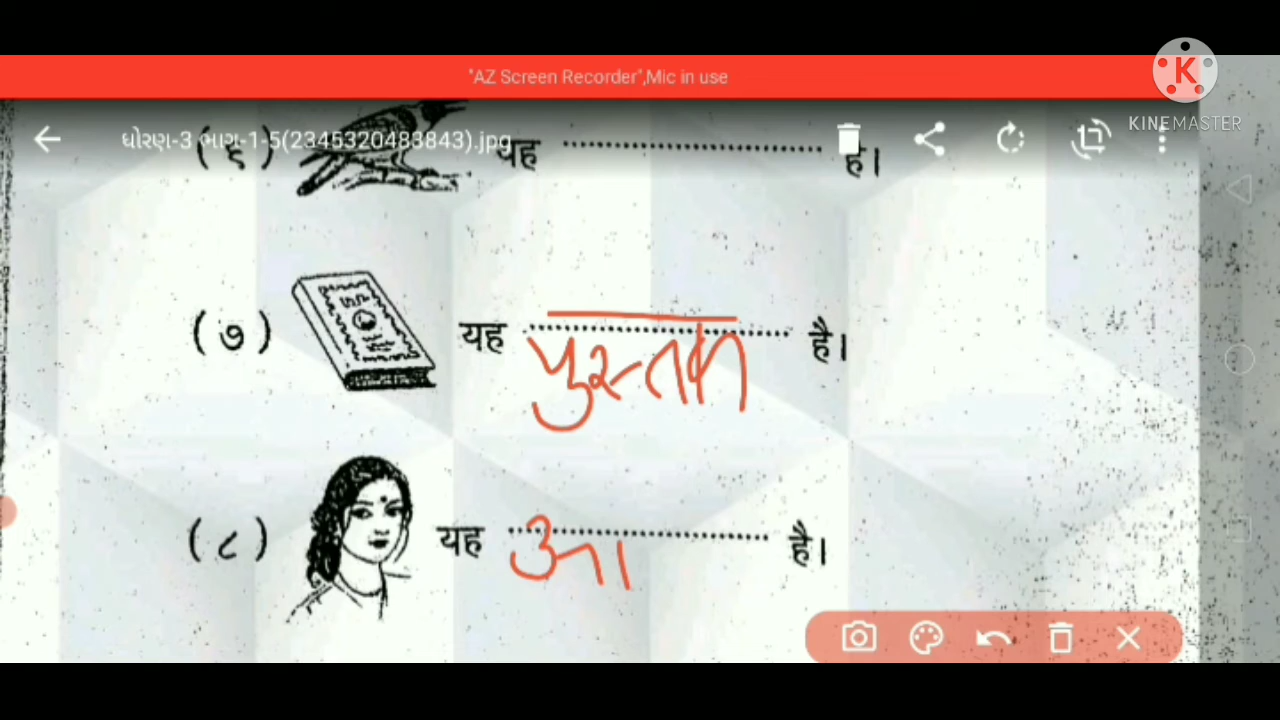 "AZ Screen Recorder",Mic in use
KINEMASTER
ધોરણ-3 ભાગ-1-5(2345320483843).jpg
(६) यह .................... है।
(७) यह .................... है।
पुस्तक
(८) यह .................... है।
आ